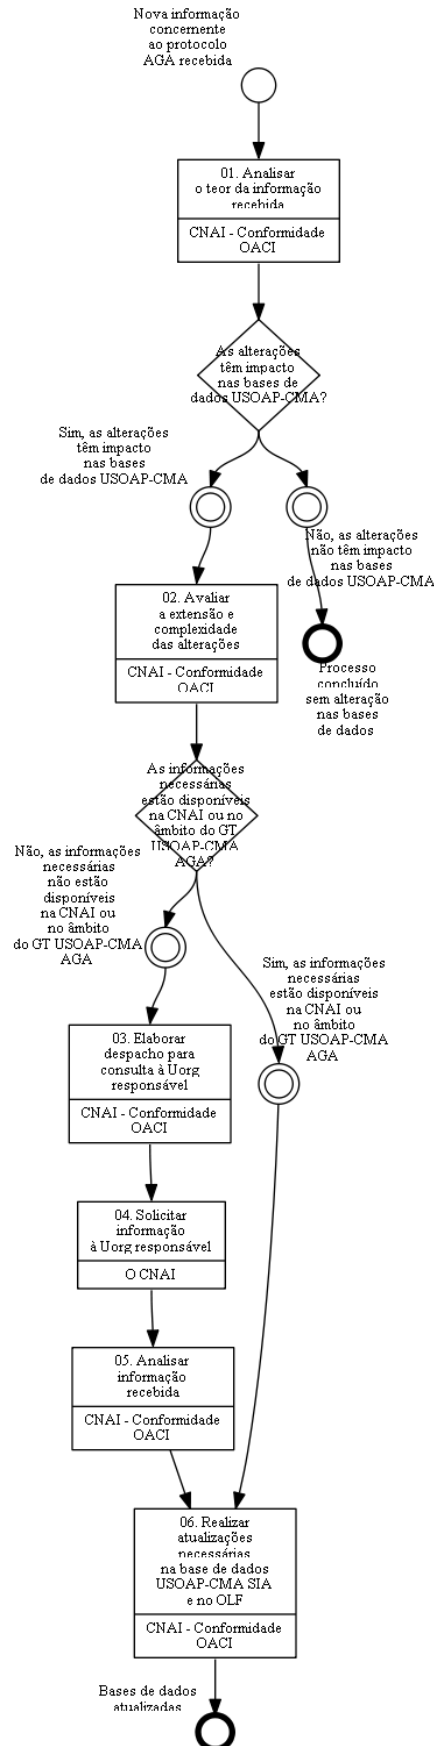 Nova informação
concernente
ao protocolo
AGA recebida
01. Analisar
o teor da informação
recebida
CNAI - Conformidade
OACI
As alterações
têm impacto
nas bases de
dados USOAP-CMA?
Sim, as alterações
têm impacto
nas bases
de dados USOAP-CMA
Não, as alterações
não têm impacto
nas bases
de dados USOAP-CMA
02. Avaliar
a extensão e
complexidade
das alterações
CNAI - Conformidade
OACI
Processo
concluído
sem alteração
nas bases
de dados
As informações
necessárias
estão disponíveis
na CNAI ou no
âmbito do GT
USOAP-CMA
AGA?
Não, as informações
necessárias
não estão
disponíveis
na CNAI ou
no âmbito
do GT USOAP-CMA
AGA
Sim, as informações
necessárias
estão disponíveis
na CNAI ou
no âmbito
do GT USOAP-CMA
AGA
03. Elaborar
despacho para
consulta à Uorg
responsável
CNAI - Conformidade
OACI
04. Solicitar
informação
à Uorg responsável
O CNAI
05. Analisar
informação
recebida
CNAI - Conformidade
OACI
06. Realizar
atualizações
necessárias
na base de dados
USOAP-CMA SIA
e no OLF
CNAI - Conformidade
OACI
Bases de dados
atualizadas